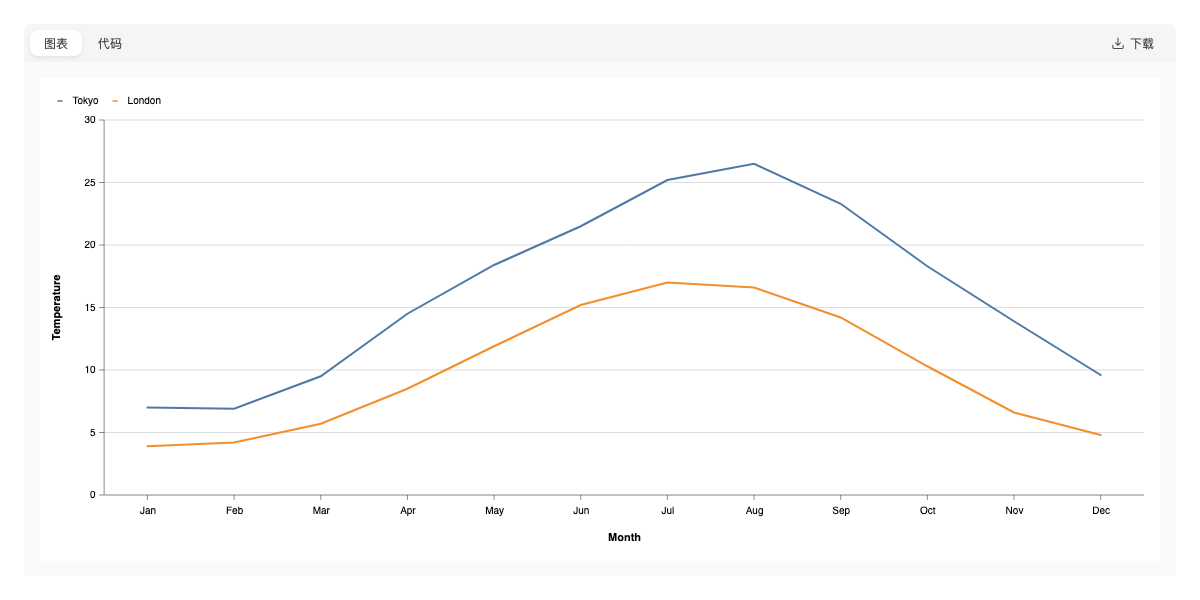 图表 代码 下载
Tokyo London
30
25
20
15
10
5
0
Temperature
Jan Feb Mar Apr May Jun Jul Aug Sep Oct Nov Dec
Month